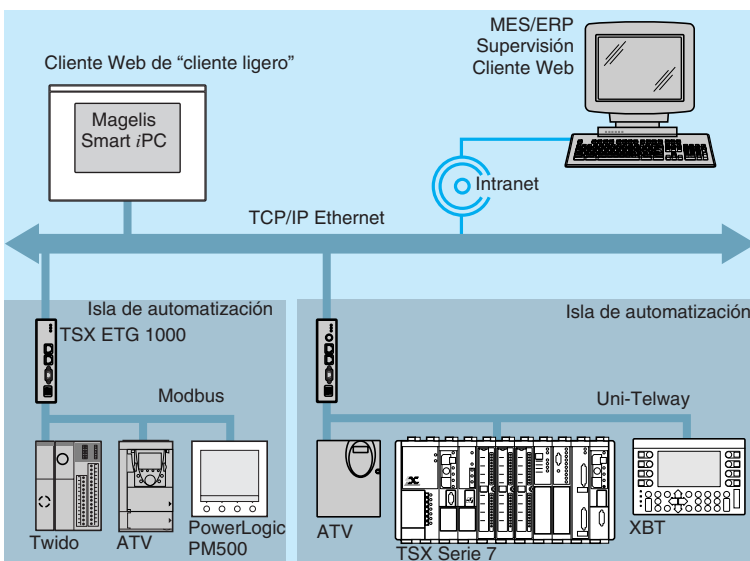 MES/ERP
Supervisión
Cliente Web
Cliente Web de “cliente ligero”
Magelis
Smart iPC
Intranet
TCP/IP Ethernet
Isla de automatización
TSX ETG 1000
Modbus
Twido
ATV
PowerLogic
PM500
Isla de automatización
Uni-Telway
ATV
TSX Serie 7
XBT